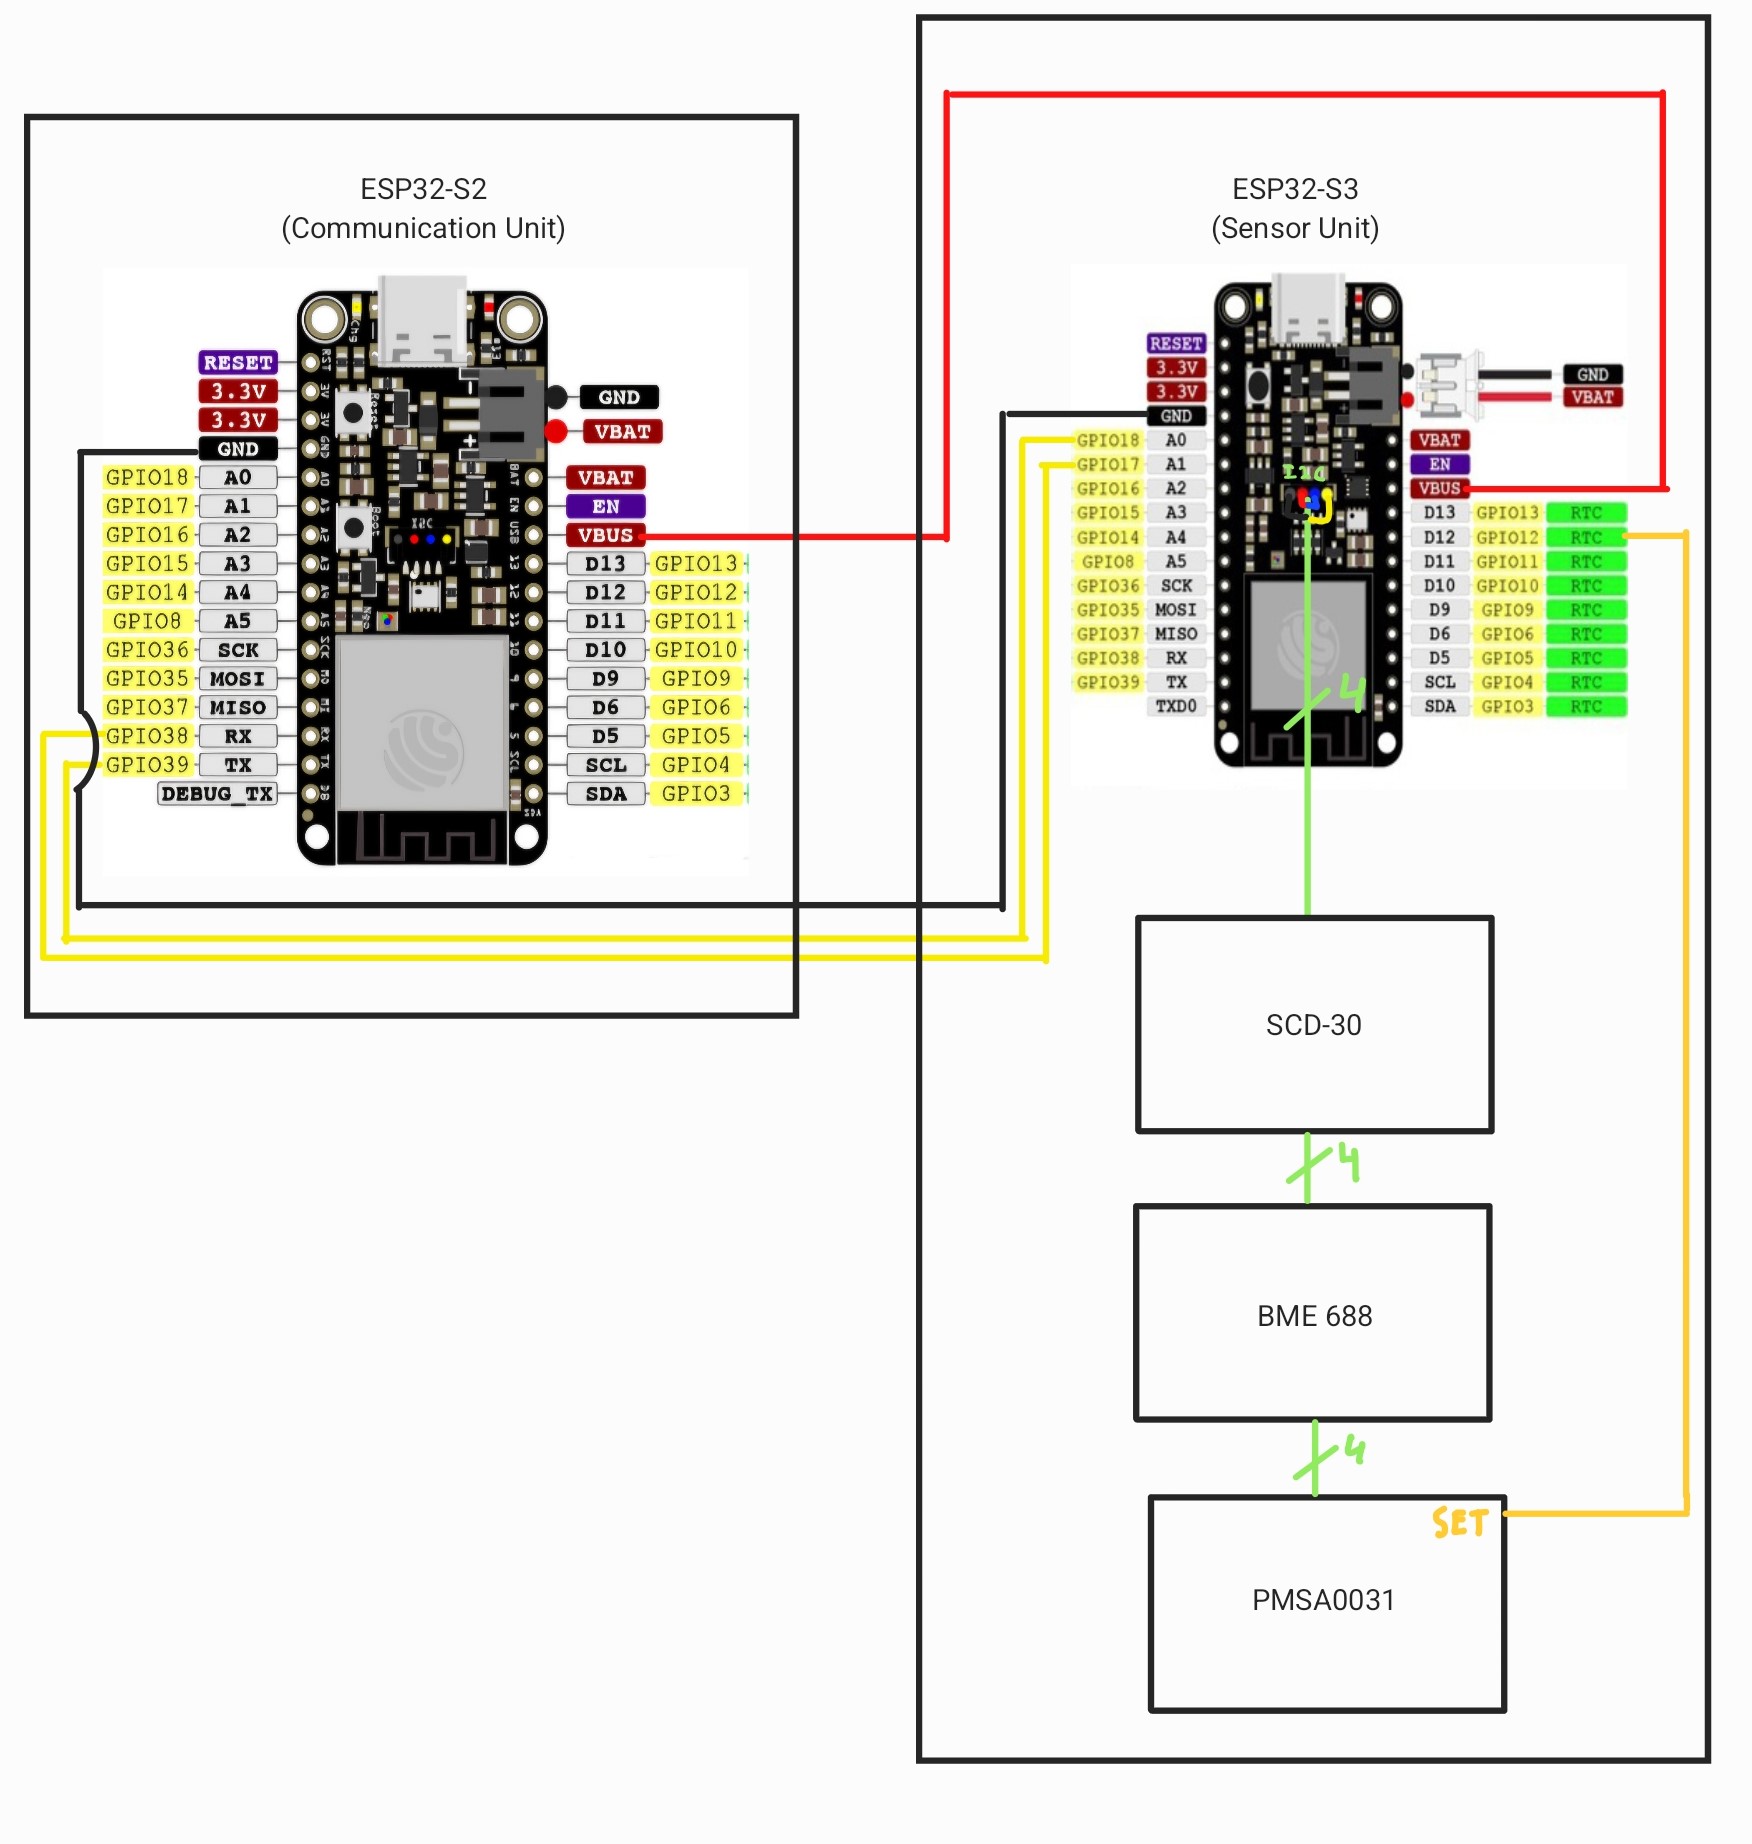 ESP32-S2
(Communication Unit)
RESET
3.3V
3.3V
GND
GPIO18 A0
GPIO17 A1
GPIO16 A2
GPIO15 A3
GPIO14 A4
GPIO8 A5
GPIO36 SCK
GPIO35 MOSI
GPIO37 MISO
GPIO38 RX
GPIO39 TX
DEBUG_TX
GND
VBAT
VBAT
EN
VBUS
D13 GPIO13
D12 GPIO12
D11 GPIO11
D10 GPIO10
D9 GPIO9
D6 GPIO6
D5 GPIO5
SCL GPIO4
SDA GPIO3
ESP32-S3
(Sensor Unit)
RESET
3.3V
3.3V
GND
GPIO18 A0
GPIO17 A1
GPIO16 A2
GPIO15 A3
GPIO14 A4
GPIO8 A5
GPIO36 SCK
GPIO35 MOSI
GPIO37 MISO
GPIO38 RX
GPIO39 TX
TXD0
I2C
4
GND
VBAT
VBAT
EN
VBUS
D13 GPIO13 RTC
D12 GPIO12 RTC
D11 GPIO11 RTC
D10 GPIO10 RTC
D9 GPIO9 RTC
D6 GPIO6 RTC
D5 GPIO5 RTC
SCL GPIO4 RTC
SDA GPIO3 RTC
SCD-30
4
BME 688
4
SET
PMSA0031